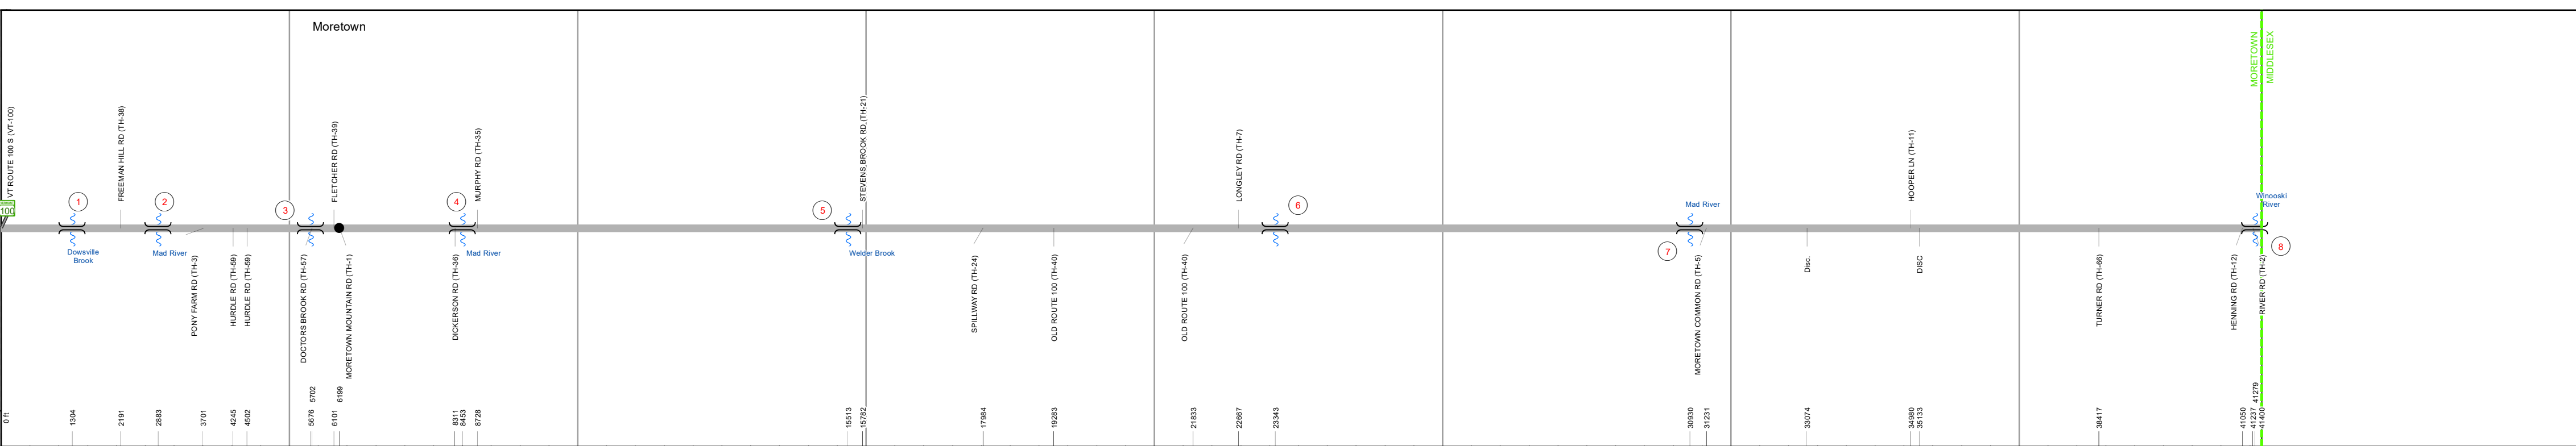 Moretown
MORETOWN
MIDDLESEX
VT ROUTE 100 S (VT-100)
FREEMAN HILL RD (TH-38)
FLETCHER RD (TH-39)
MURPHY RD (TH-35)
STEVENS BROOK RD (TH-21)
LONGLEY RD (TH-7)
HOOPER LN (TH-11)
100
1
2
3
4
5
6
Mad River
Winooski
River
Dowsville
Brook
Mad River
Mad River
Welder Brook
7
8
PONY FARM RD (TH-3)
HURDLE RD (TH-59)
HURDLE RD (TH-59)
DOCTORS BROOK RD (TH-57)
MORETOWN MOUNTAIN RD (TH-1)
DICKERSON RD (TH-36)
SPILLWAY RD (TH-24)
OLD ROUTE 100 (TH-40)
OLD ROUTE 100 (TH-40)
MORETOWN COMMON RD (TH-5)
Disc.
DISC
TURNER RD (TH-66)
HENNING RD (TH-12)
RIVER RD (TH-2)
0 ft
1304
2191
2883
3701
4245
4502
5676
5702
6101
6199
8311
8453
8728
15513
15782
17984
19283
21833
22667
23343
30930
31231
33074
34980
35133
38417
41050
41237
41279
41400